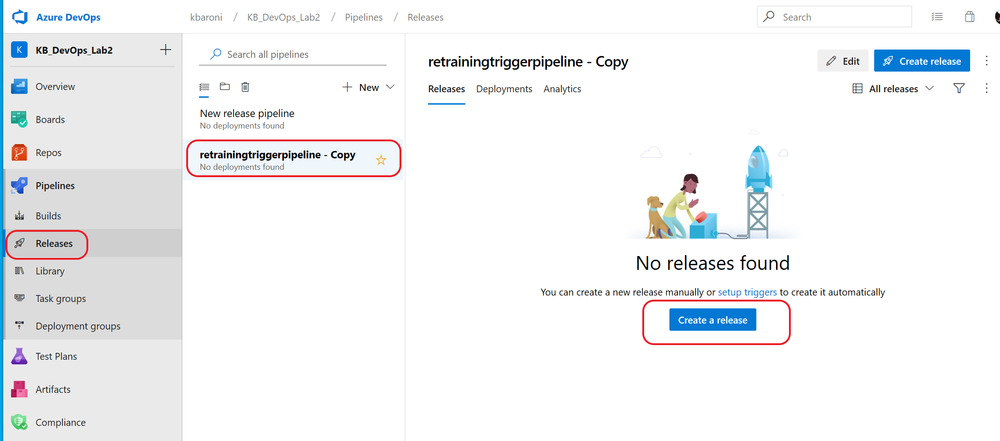 Azure DevOps
kbaroni / KB_DevOps_Lab2 / Pipelines / Releases
Search
K
KB_DevOps_Lab2
Overview
Boards
Repos
Pipelines
Builds
Releases
Library
Task groups
Deployment groups
Test Plans
Artifacts
Compliance
Search all pipelines
New
New release pipeline
No deployments found
retrainingtriggerpipeline - Copy
No deployments found
retrainingtriggerpipeline - Copy
Edit
Create release
Releases Deployments Analytics
All releases
No releases found
You can create a new release manually or setup triggers to create it automatically
Create a release